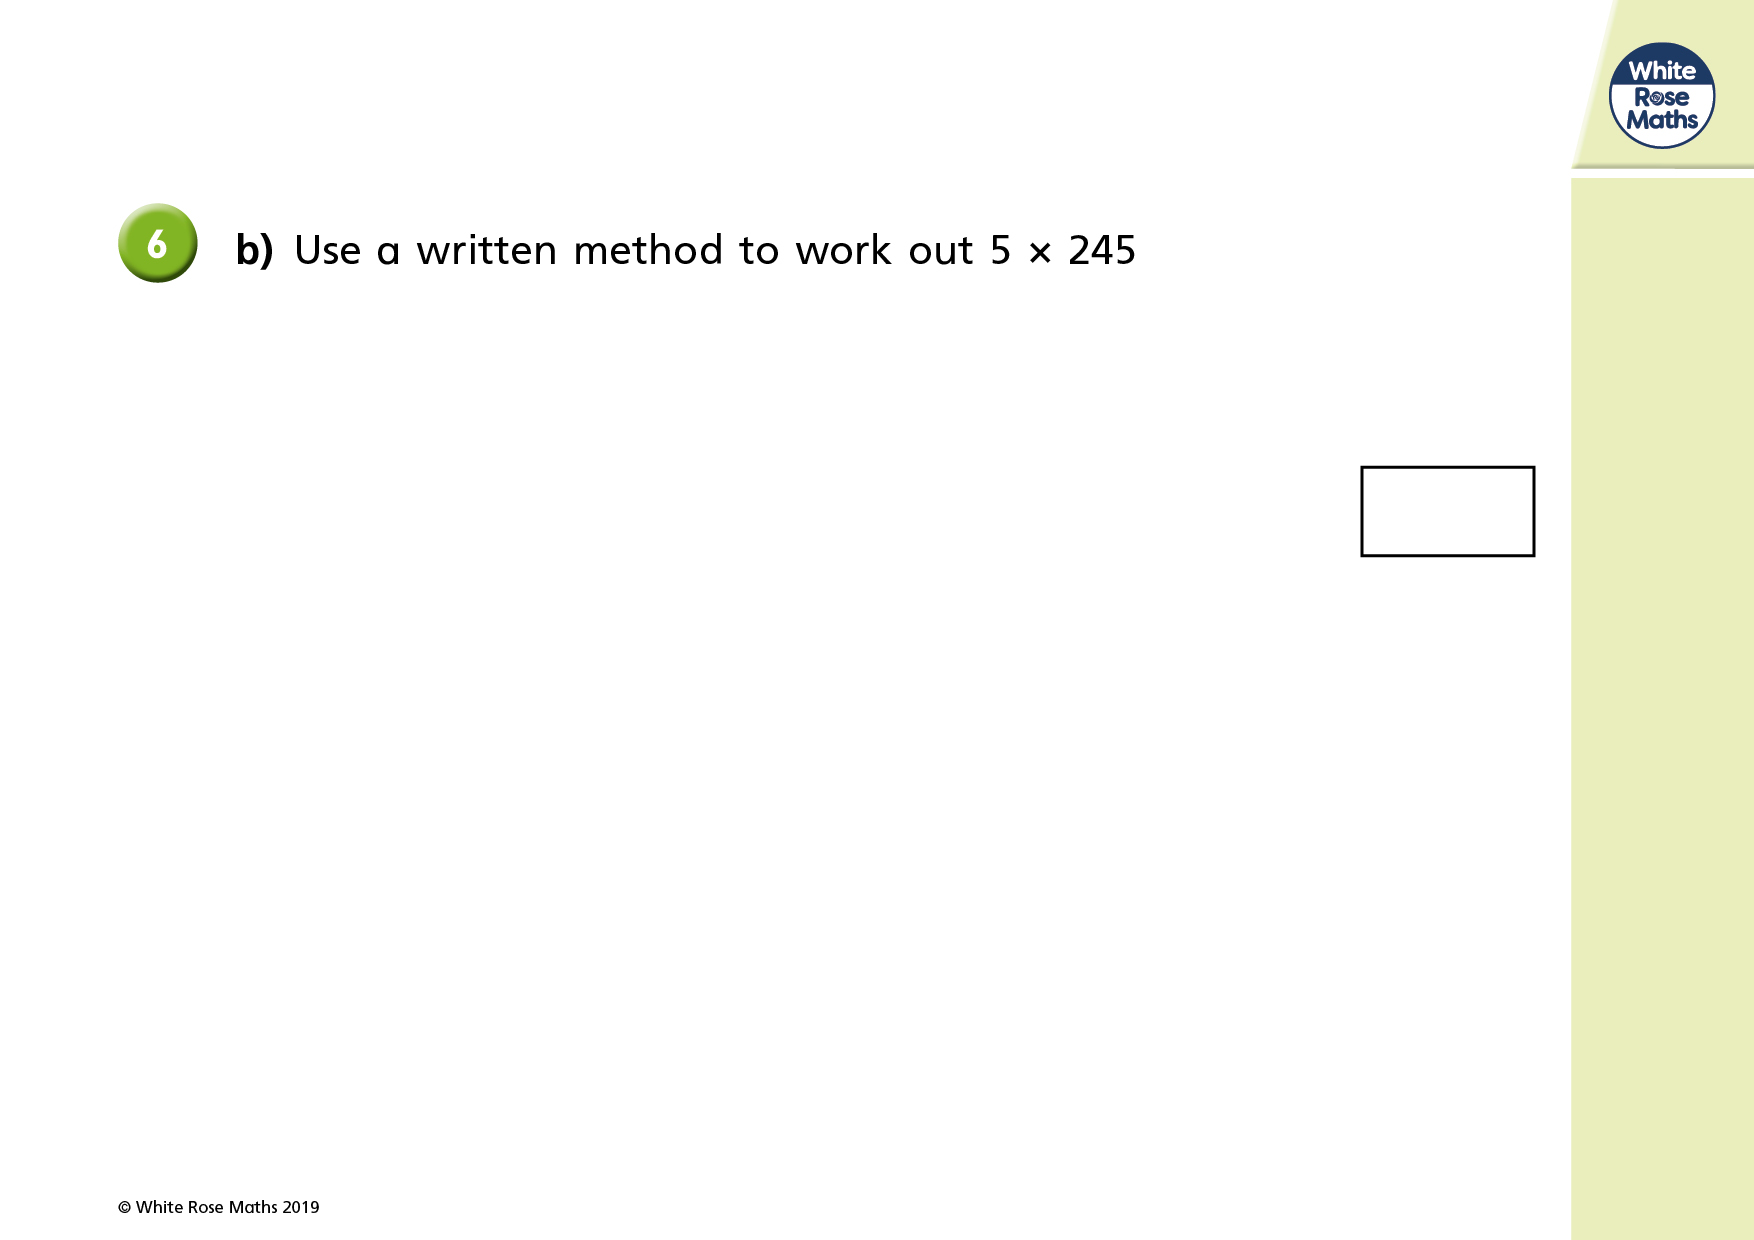 White
Rose
Maths
6 b) Use a written method to work out 5 × 245
© White Rose Maths 2019